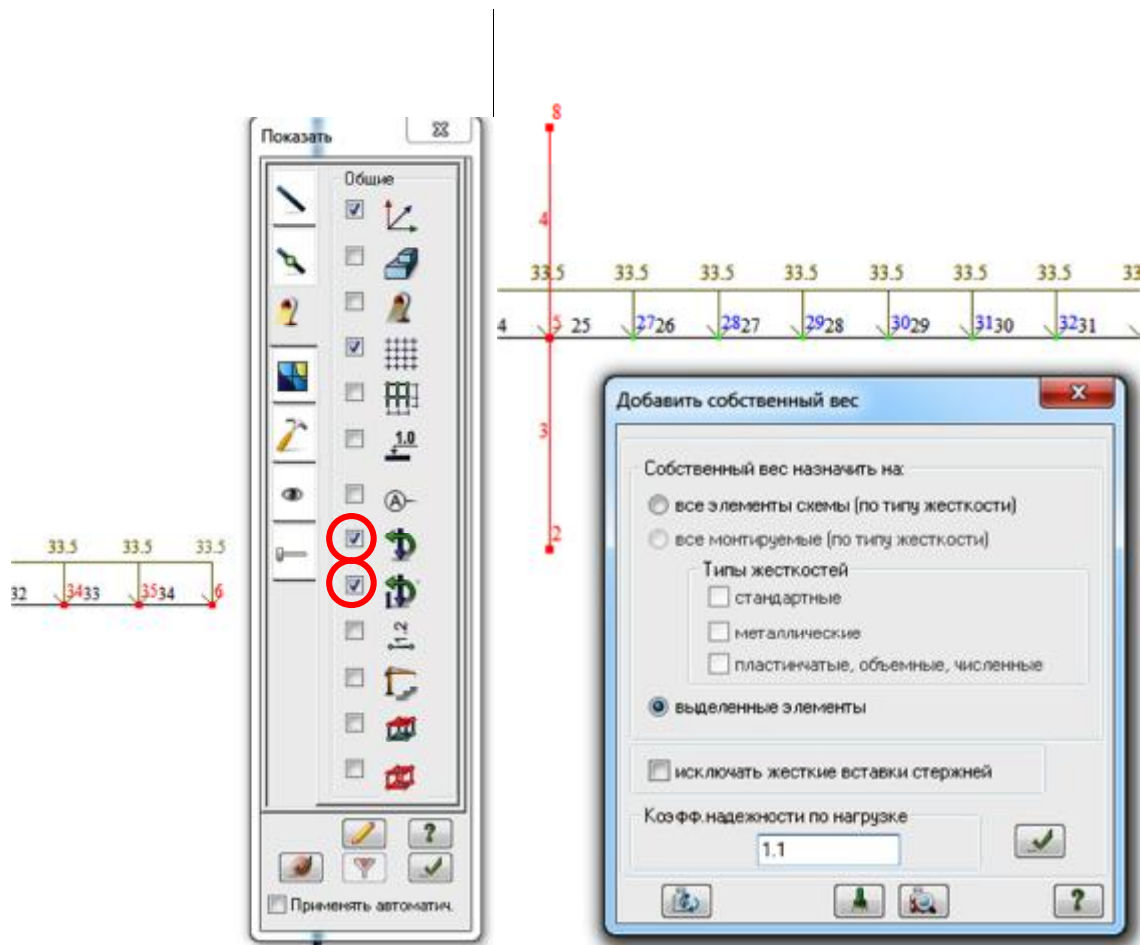 Показать
Общие
1.0
A
1.2
Применять автоматич.
?
33.5 33.5 33.5
32 34 33 35 34 6
8
4
33.5 33.5 33.5 33.5 33.5 33.5 33.5 33
4 5 25 27 26 28 27 29 28 30 29 31 30 32 31
3
2
Добавить собственный вес
Собственный вес назначить на:
все элементы схемы (по типу жесткости)
все монтируемые (по типу жесткости)
Типы жесткостей
стандартные
металлические
пластинчатые, объемные, численные
выделенные элементы
исключать жесткие вставки стержней
Коэфф.надежности по нагрузке
1.1
?